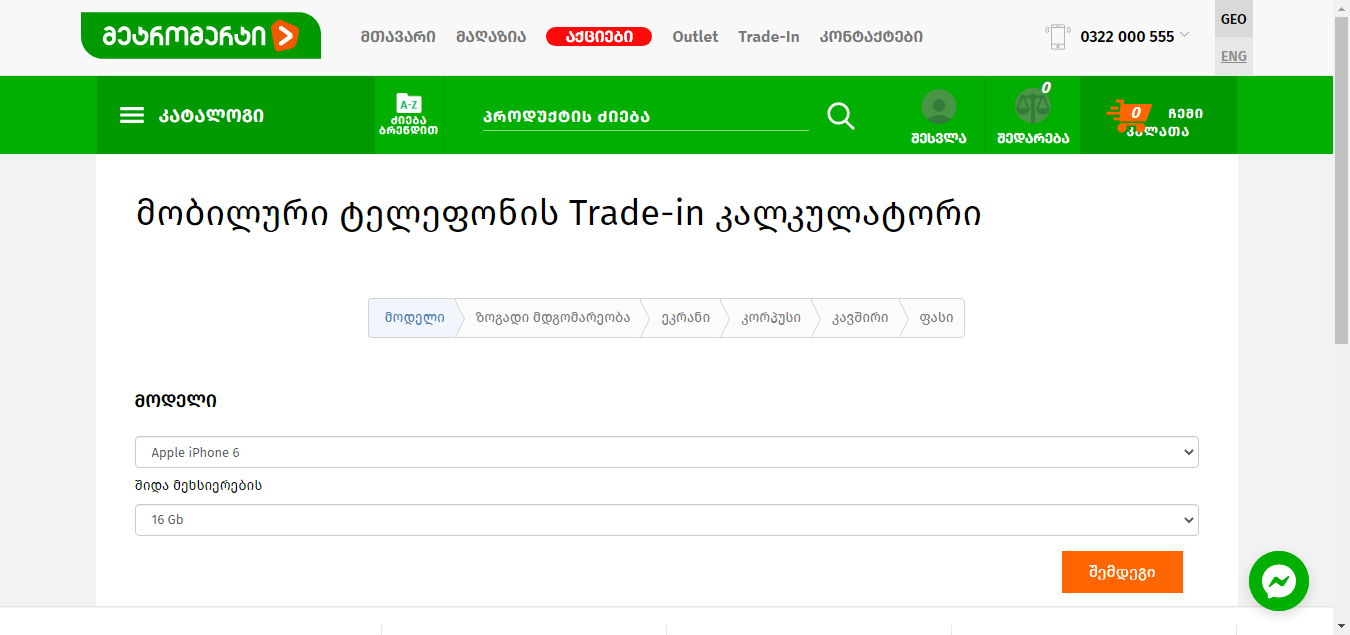 მეტრომარტი
მთავარი მაღაზია აქციები Outlet Trade-In კონტაქტები
0322 000 555
GEO
ENG
კატალოგი
A-Z
ძიება
ბრენდით
პროდუქტის ძიება
შესვლა
0
შედარება
0 ჩემი
კალათა
მობილური ტელეფონის Trade-in კალკულატორი
მოდელი ზოგადი მდგომარეობა ეკრანი კორპუსი კავშირი ფასი
მოდელი
Apple iPhone 6
შიდა მეხსიერების
16 Gb
შემდეგი